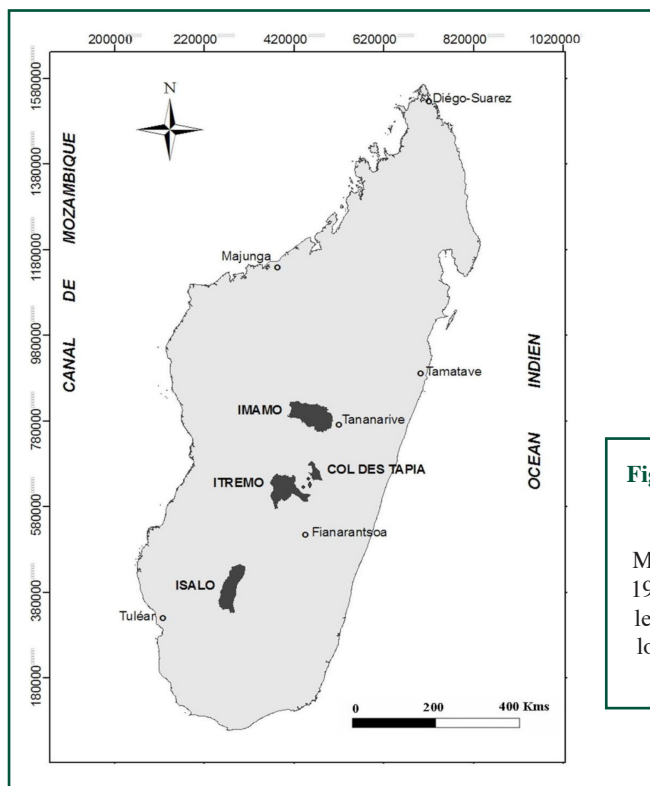 200000 220000 420000 620000 820000 1020000
1580000
1380000
1180000
980000
780000
580000
380000
180000
N
CANAL DE MOZAMBIQUE
OCEAN INDIEN
Diégo-Suarez
Majunga
Tamatave
IMAMO
Tananarive
COL DES TAPIA
ITREMO
Fianarantsoa
ISALO
Tuléar
0 200 400 Kms
Fig
M
19
le
lo